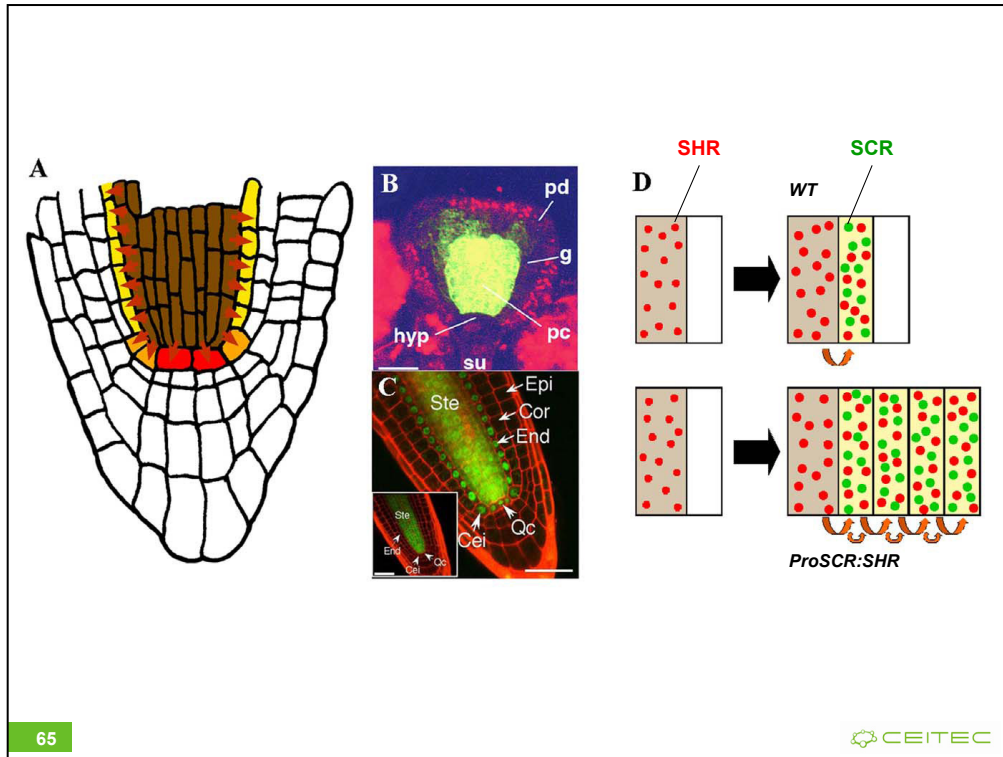 A
B
pd
g
hyp
pc
su
C
Epi
Cor
Ste
End
Cei
Qc
Ste
End
Cei
Qc
SHR
SCR
D
WT
ProSCR:SHR
65
CEITEC